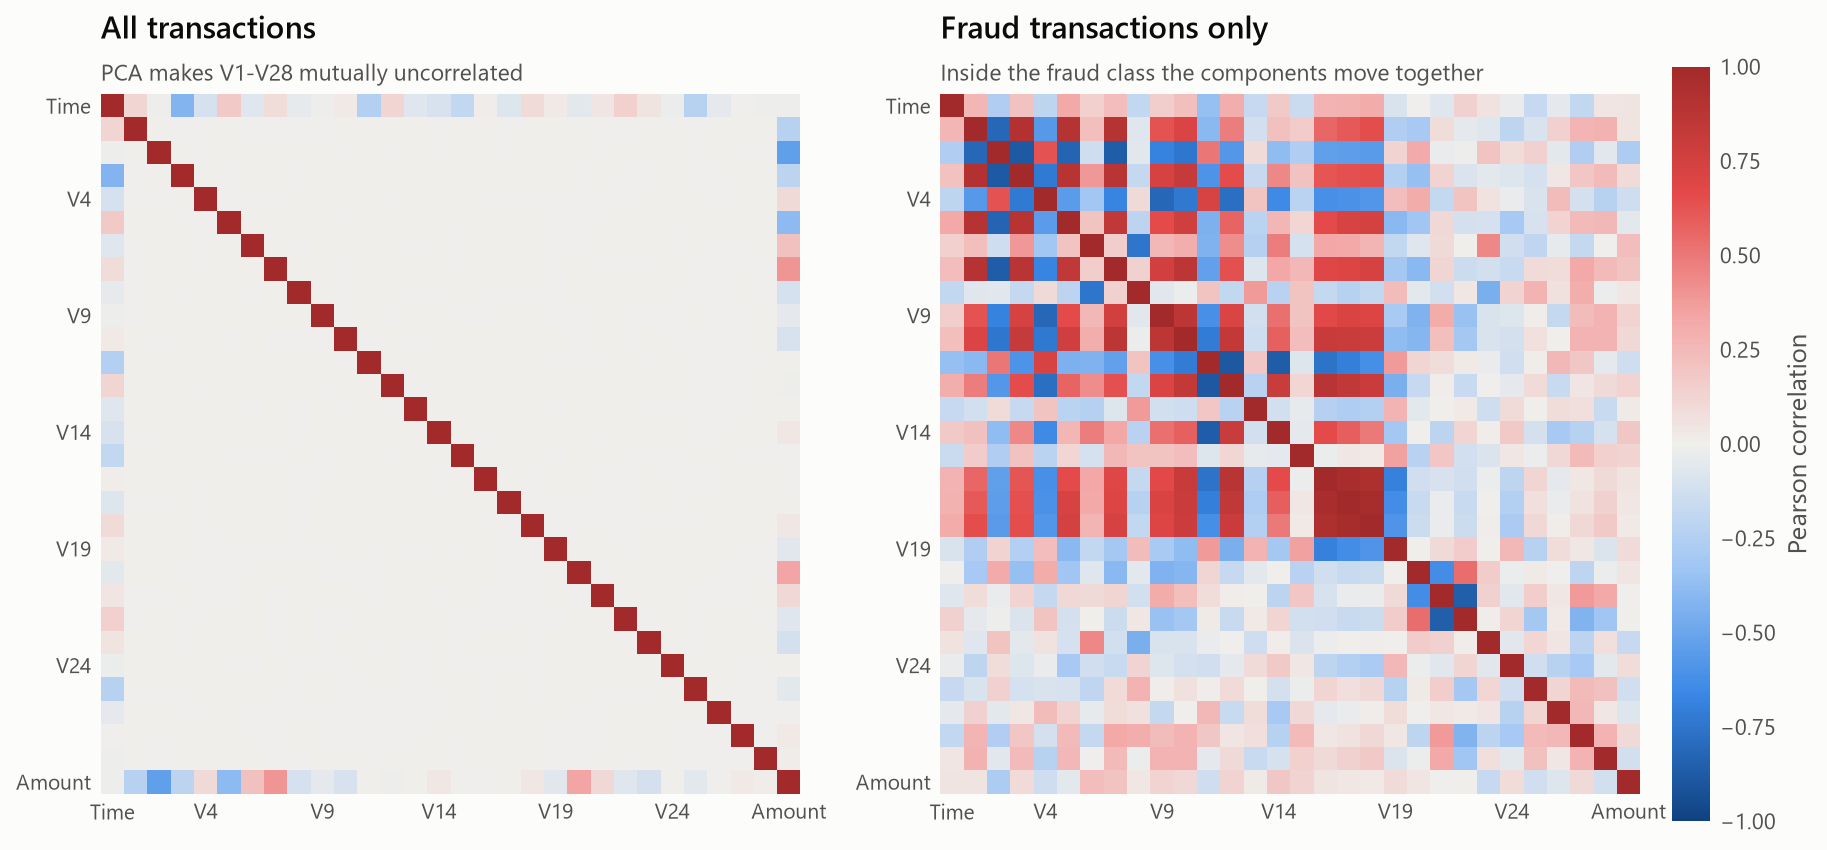 All transactions
PCA makes V1-V28 mutually uncorrelated
Time
V4
V9
V14
V19
V24
Amount
Time V4 V9 V14 V19 V24 Amount
Fraud transactions only
Inside the fraud class the components move together
Time
V4
V9
V14
V19
V24
Amount
Time V4 V9 V14 V19 V24 Amount
1.00
0.75
0.50
0.25
0.00
−0.25
−0.50
−0.75
−1.00
Pearson correlation